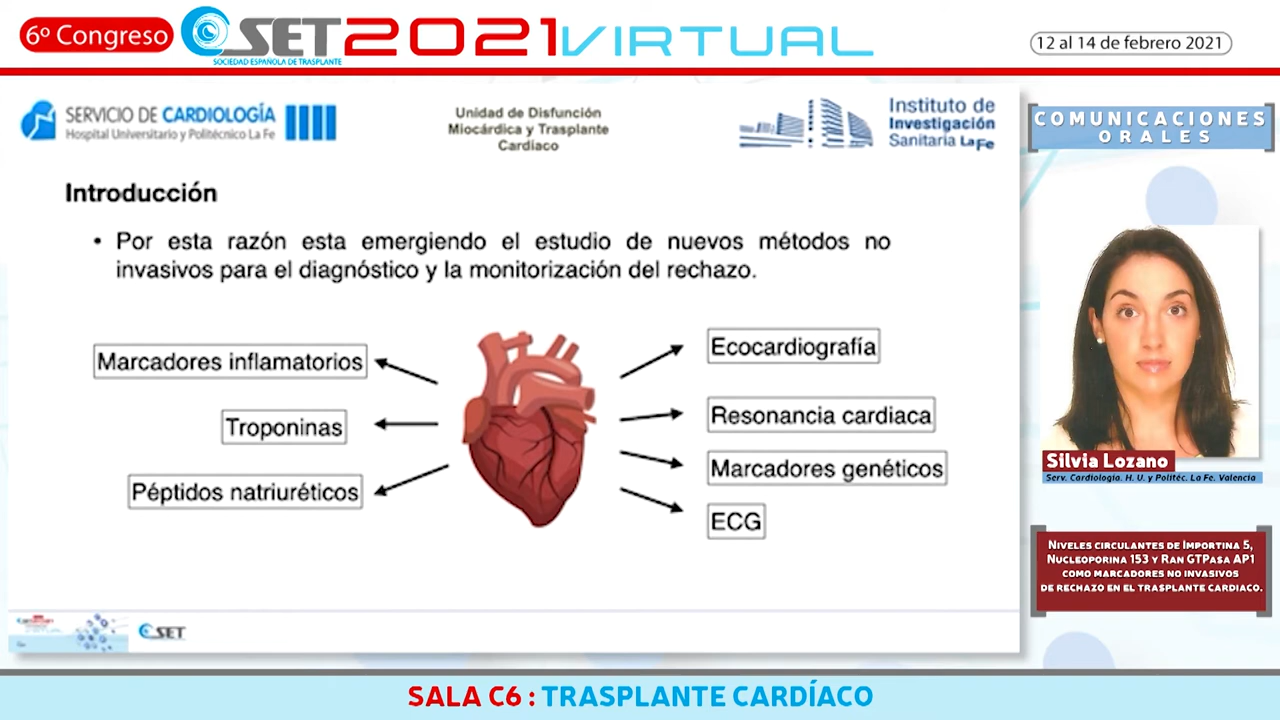 6º Congreso
SET
SOCIEDAD ESPAÑOLA DE TRASPLANTE
2021 VIRTUAL
12 al 14 de febrero 2021
SERVICIO DE CARDIOLOGÍA
Hospital Universitario y Politécnico La Fe
Unidad de Disfunción
Miocárdica y Trasplante
Cardíaco
Instituto de
Investigación
Sanitaria La Fe
Introducción
• Por esta razón esta emergiendo el estudio de nuevos métodos no
invasivos para el diagnóstico y la monitorización del rechazo.
Marcadores inflamatorios
Troponinas
Péptidos natriuréticos
Ecocardiografía
Resonancia cardiaca
Marcadores genéticos
ECG
SET
COMUNICACIONES
ORALES
Silvia Lozano
Serv. Cardiología. H. U. y Politéc. La Fe. Valencia
NIVELES CIRCULANTES DE IMPORTINA 5,
NUCLEOPORINA 153 Y RAN GTPASA AP1
COMO MARCADORES NO INVASIVOS
DE RECHAZO EN EL TRASPLANTE CARDIACO.
SALA C6 : TRASPLANTE CARDÍACO